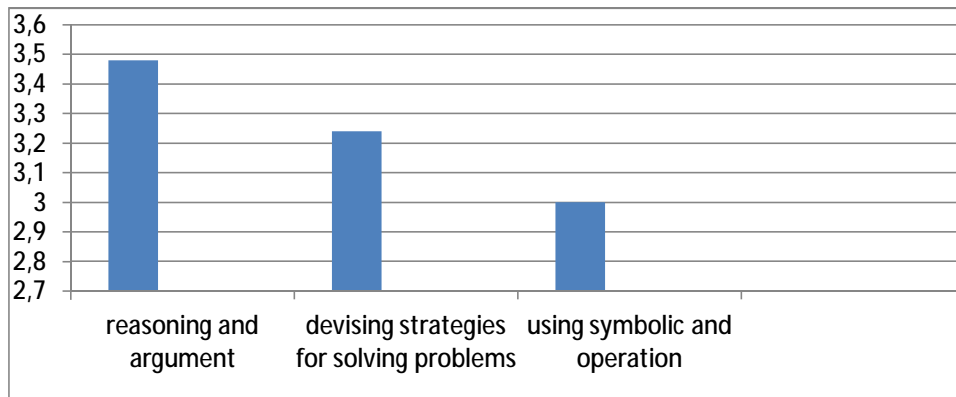 3,6
3,5
3,4
3,3
3,2
3,1
3
2,9
2,8
2,7
reasoning and
argument
devising strategies
for solving problems
using symbolic and
operation